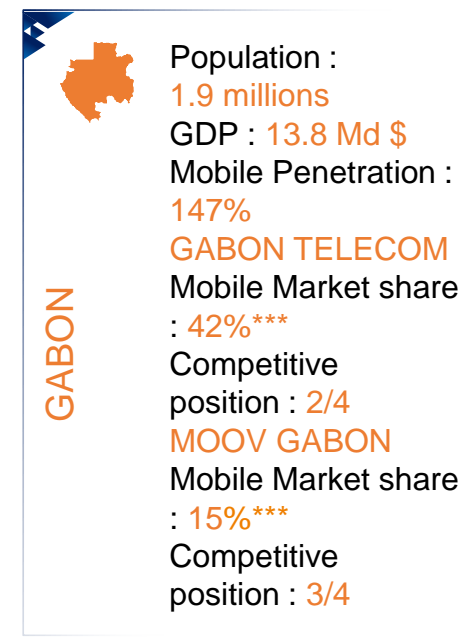 Population :
1.9 millions
GDP : 13.8 Md $
Mobile Penetration :
147%
GABON TELECOM
Mobile Market share
: 42%***
Competitive
position : 2/4
MOOV GABON
Mobile Market share
: 15%***
Competitive
position : 3/4
GABON